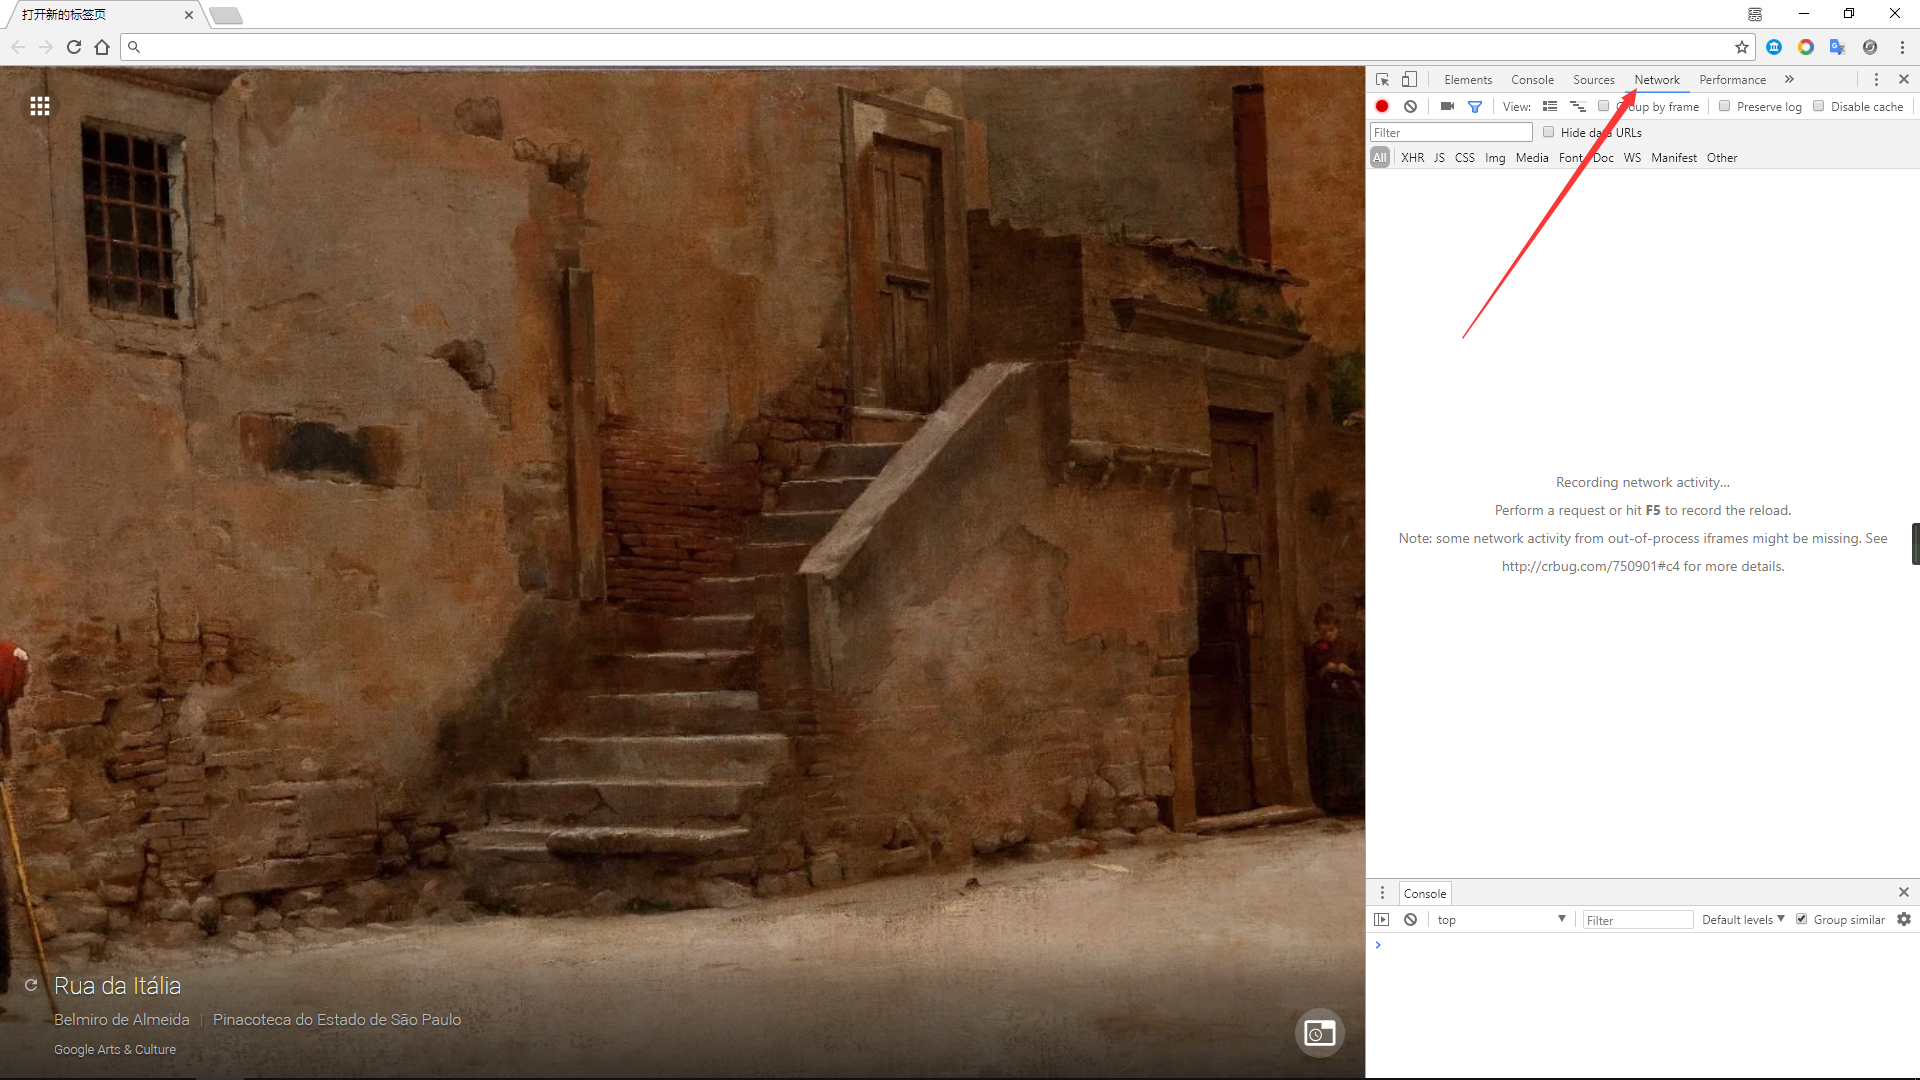 打开新的标签页
Elements Console Sources Network Performance
View: Group by frame Preserve log Disable cache
Filter Hide data URLs
All XHR JS CSS Img Media Font Doc WS Manifest Other
Recording network activity...
Perform a request or hit F5 to record the reload.
Note: some network activity from out-of-process iframes might be missing. See
http://crbug.com/750901#c4 for more details.
Console
top Filter Default levels Group similar
Rua da Itália
Belmiro de Almeida | Pinacoteca do Estado de São Paulo
Google Arts & Culture